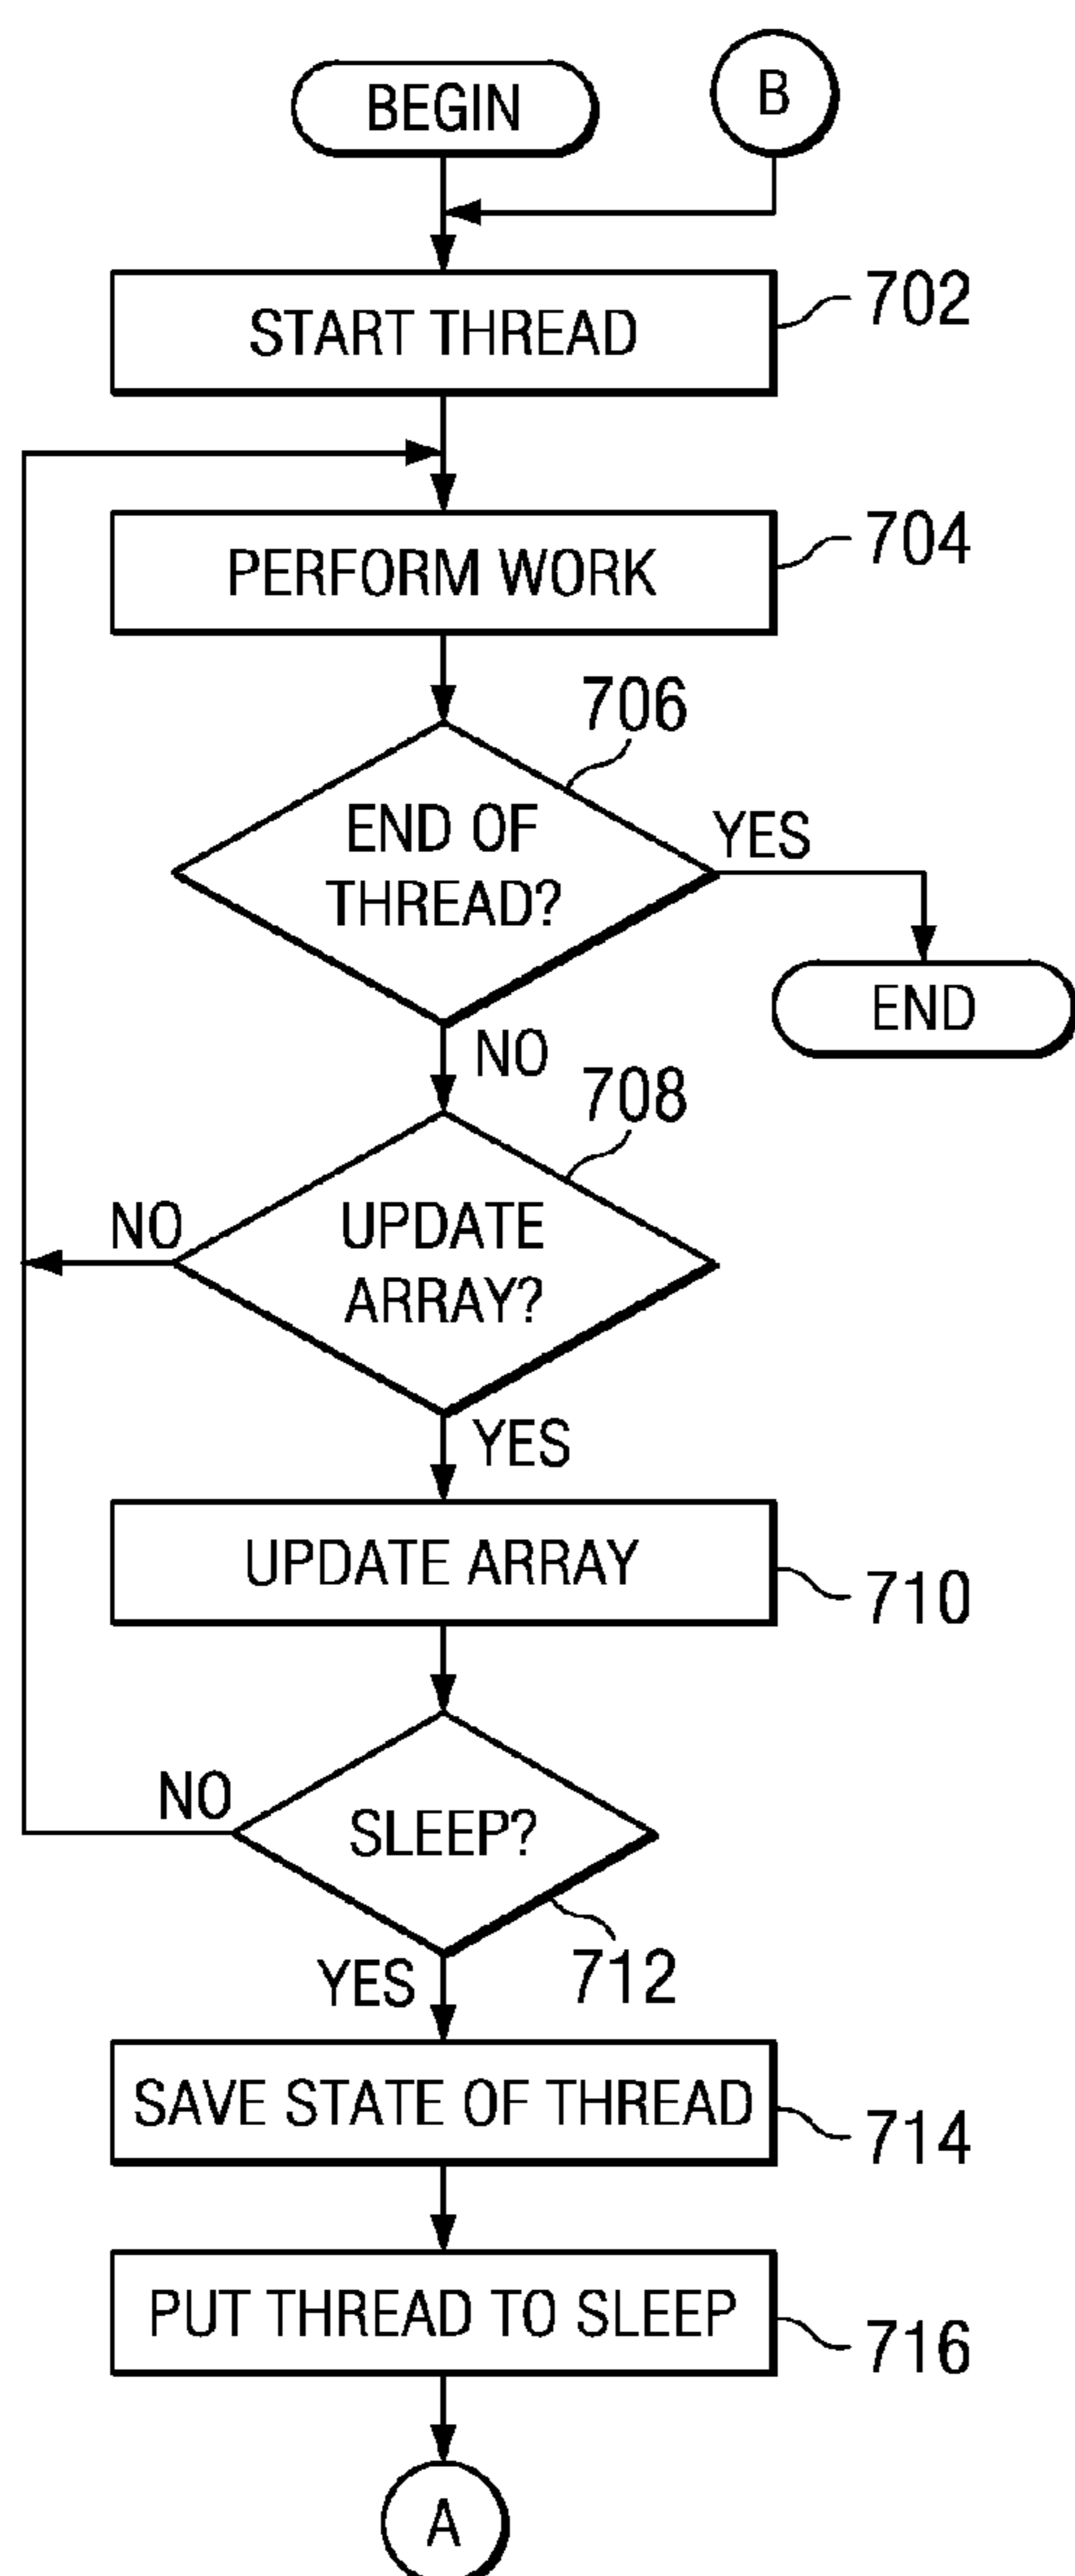 BEGIN
B
START THREAD
702
PERFORM WORK
704
706
END OF
THREAD?
YES
END
NO
708
NO
UPDATE
ARRAY?
YES
UPDATE ARRAY
710
NO
SLEEP?
YES
712
SAVE STATE OF THREAD
714
PUT THREAD TO SLEEP
716
A